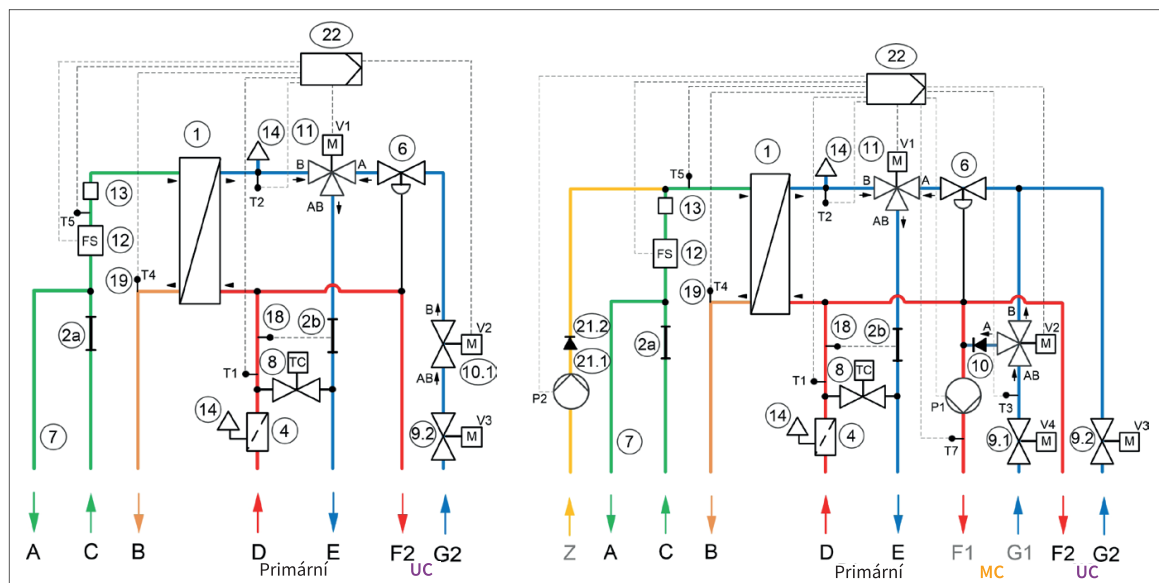 22
14
11
V1
M
1
6
B
A
13
T2
AB
T5
FS
12
19
T4
18
2b
B
V2
2a
8
TC
M
T1
AB
10.1
14
V3
7
4
9.2
M
A
C
B
D
E
F2
G2
Primární
UC
22
14
11
V1
M
1
6
T5
B
A
13
T2
AB
FS
12
19
T4
18
2b
B
V2
21.2
2a
8
TC
A
M
21.1
T1
10
AB
P2
P1
T3
14
V4
V3
7
4
9.1
M
9.2
M
T7
Z
A
C
B
D
E
F1
G1
F2
G2
Primární
MC
UC